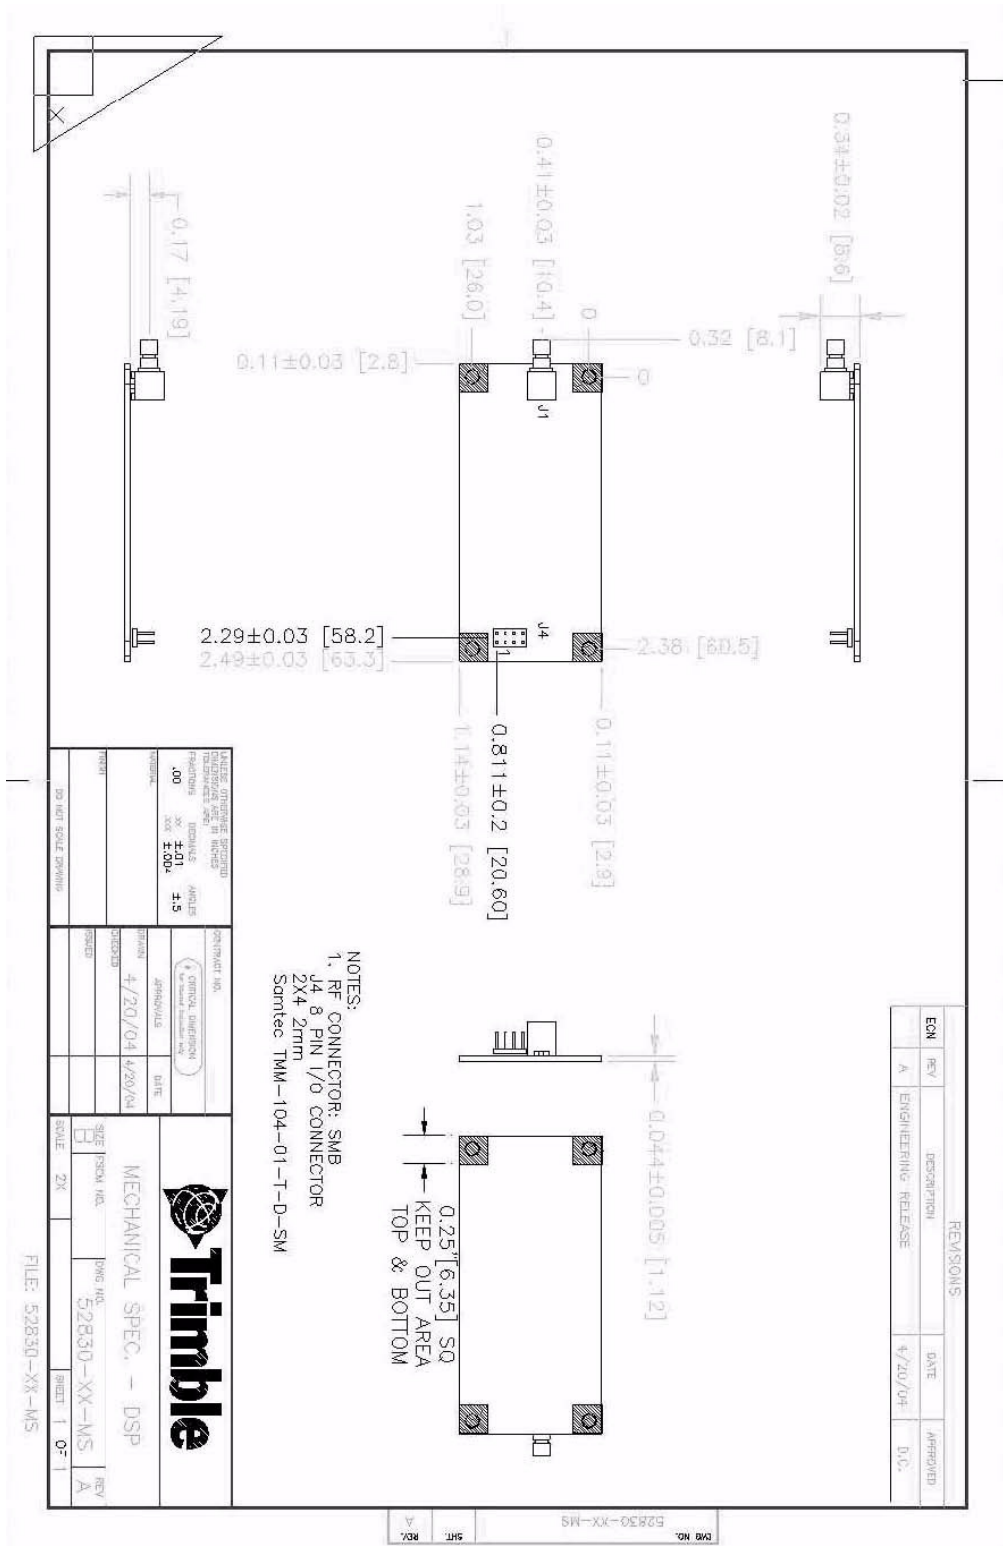 0.34±0.02 [8.6]
0.41±0.03 [10.4]
1.03 [26.0]
0.17 [4.19]
0
0.32 [8.1]
0.11±0.03 [2.8]
0
J1
J4
1
2.29±0.03 [58.2]
2.49±0.03 [63.3]
2.38 [60.5]
0.11±0.03 [2.9]
0.811±0.2 [20.60]
1.14±0.03 [28.9]
0.044±0.005 [1.12]
0.25"[6.35] SQ
KEEP OUT AREA
TOP & BOTTOM
NOTES:
1. RF CONNECTOR: SMB
J4 8 PIN I/O CONNECTOR
2X4 2mm
Samtec TMM-104-01-T-D-SM
REVISIONS
ECN REV DESCRIPTION DATE APPROVED
A ENGINEERING RELEASE 4/20/04 D.C.
UNLESS OTHERWISE SPECIFIED
DIMENSIONS ARE IN INCHES
TOLERANCES ARE:
FRACTIONS DECIMALS ANGLES
.00 .XX ±.01 ±.5
.XXX ±.004
MATERIAL
FINISH
DO NOT SCALE DRAWING
CONTRACT NO.
CRITICAL DIMENSION
APPROVALS DATE
DRAWN 4/20/04 4/20/04
CHECKED
ISSUED
Trimble
MECHANICAL SPEC. - DSP
SIZE FSCM NO. DWG NO. REV
B 52830-XX-MS A
SCALE 2X SHEET 1 OF 1
FILE: 52830-XX-MS
DWG NO. 52830-XX-MS SHT. REV. A